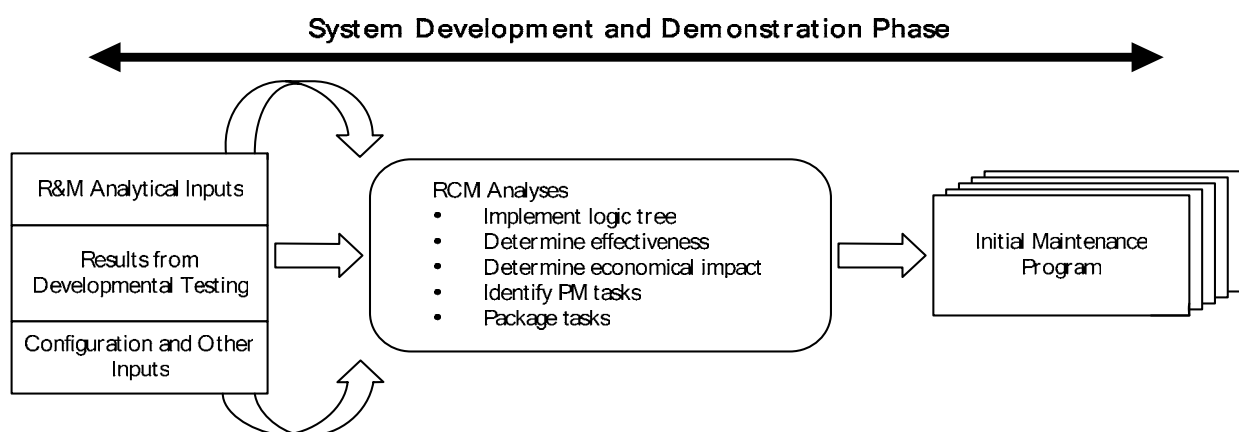 System Development and Demonstration Phase
R&M Analytical Inputs
Results from
Developmental Testing
Configuration and Other
Inputs
RCM Analyses
• Implement logic tree
• Determine effectiveness
• Determine economical impact
• Identify PM tasks
• Package tasks
Initial Maintenance
Program